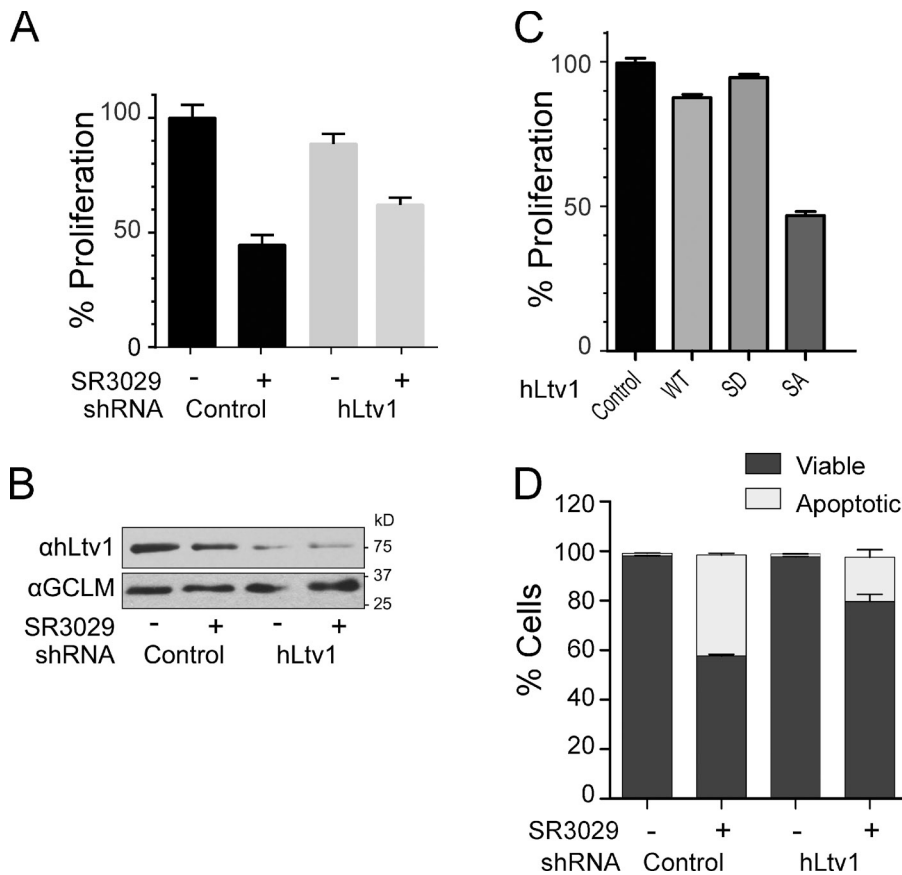 A
% Proliferation
100
50
0
SR3029 - + - +
shRNA Control hLtv1
B
kD
αhLtv1 - 75
αGCLM - 37
- 25
SR3029 - + - +
shRNA Control hLtv1
C
% Proliferation
100
50
0
hLtv1 Control WT SD SA
D
Viable
Apoptotic
% Cells
120
100
80
60
40
20
0
SR3029 - + - +
shRNA Control hLtv1